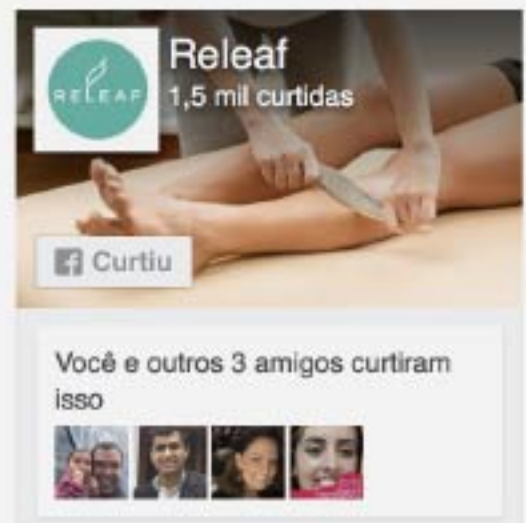 Releaf
RELEAF
1,5 mil curtidas
Curtiu
Você e outros 3 amigos curtiram
isso